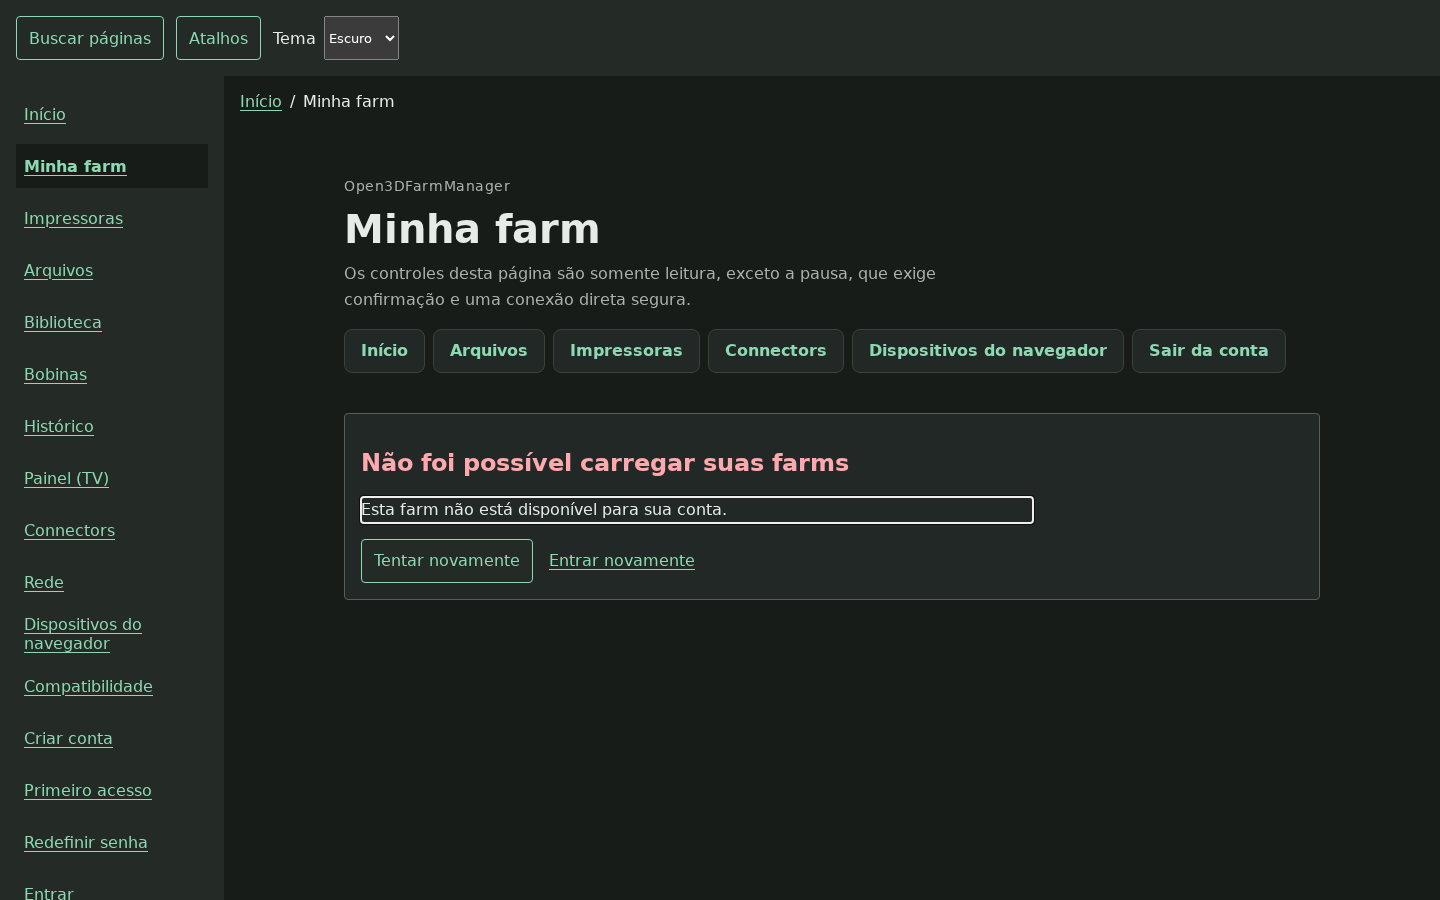 Buscar páginas
Atalhos
Tema
Escuro
Início
Minha farm
Impressoras
Arquivos
Biblioteca
Bobinas
Histórico
Painel (TV)
Connectors
Rede
Dispositivos do
navegador
Compatibilidade
Criar conta
Primeiro acesso
Redefinir senha
Entrar
Início / Minha farm
Open3DFarmManager
Minha farm
Os controles desta página são somente leitura, exceto a pausa, que exige
confirmação e uma conexão direta segura.
Início
Arquivos
Impressoras
Connectors
Dispositivos do navegador
Sair da conta
Não foi possível carregar suas farms
Esta farm não está disponível para sua conta.
Tentar novamente
Entrar novamente